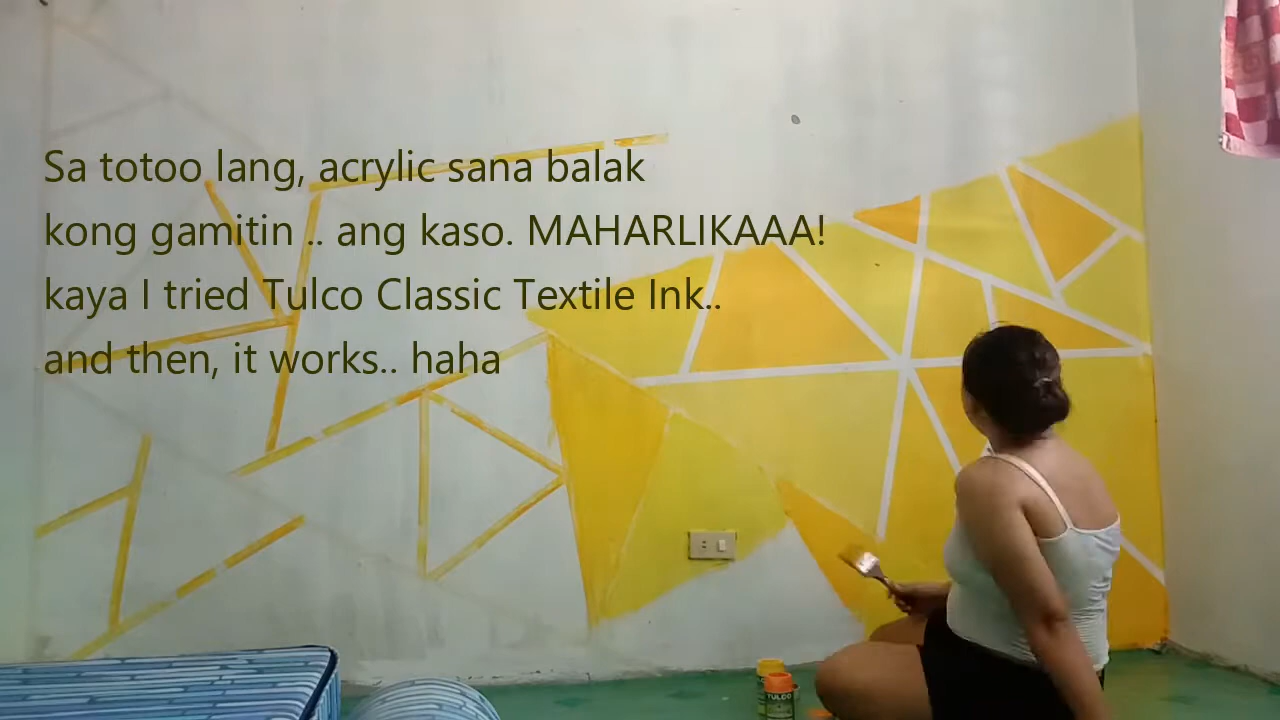 Sa totoo lang, acrylic sana balak
kong gamitin .. ang kaso. MAHARLIKAAA!
kaya I tried Tulco Classic Textile Ink..
and then, it works.. haha
TULCO